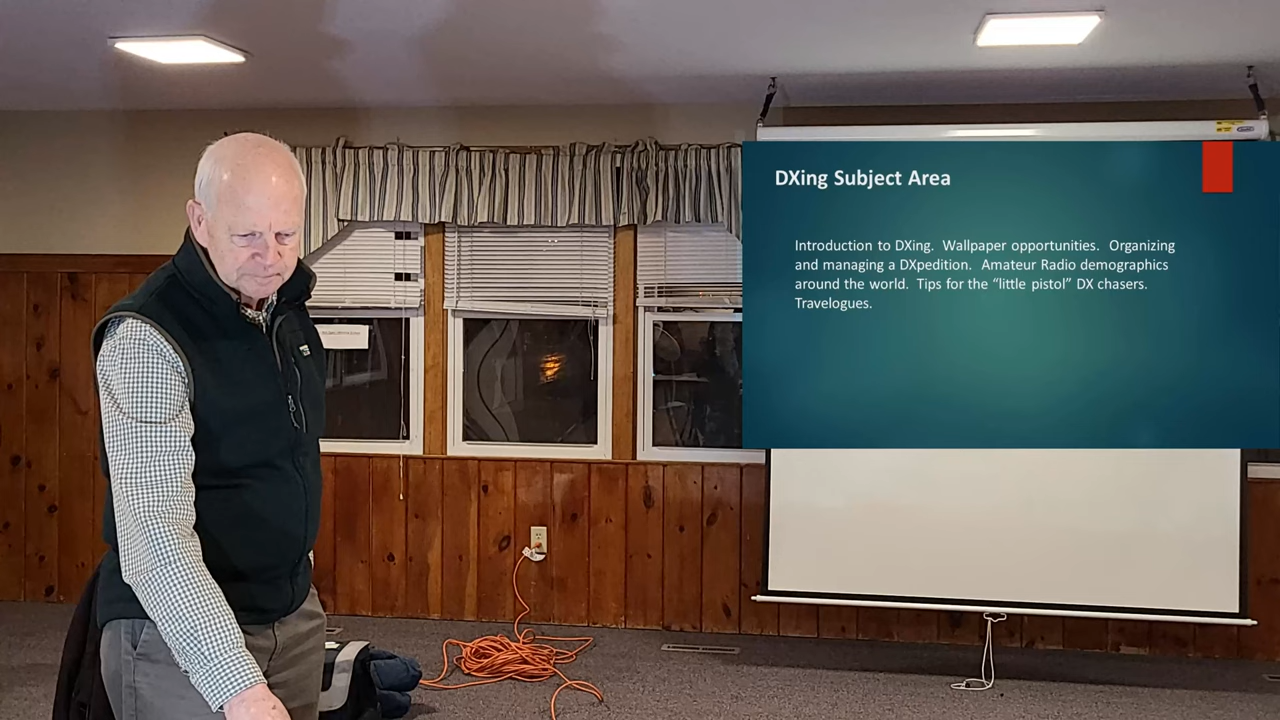 DXing Subject Area
Introduction to DXing. Wallpaper opportunities. Organizing
and managing a DXpedition. Amateur Radio demographics
around the world. Tips for the “little pistol” DX chasers.
Travelogues.